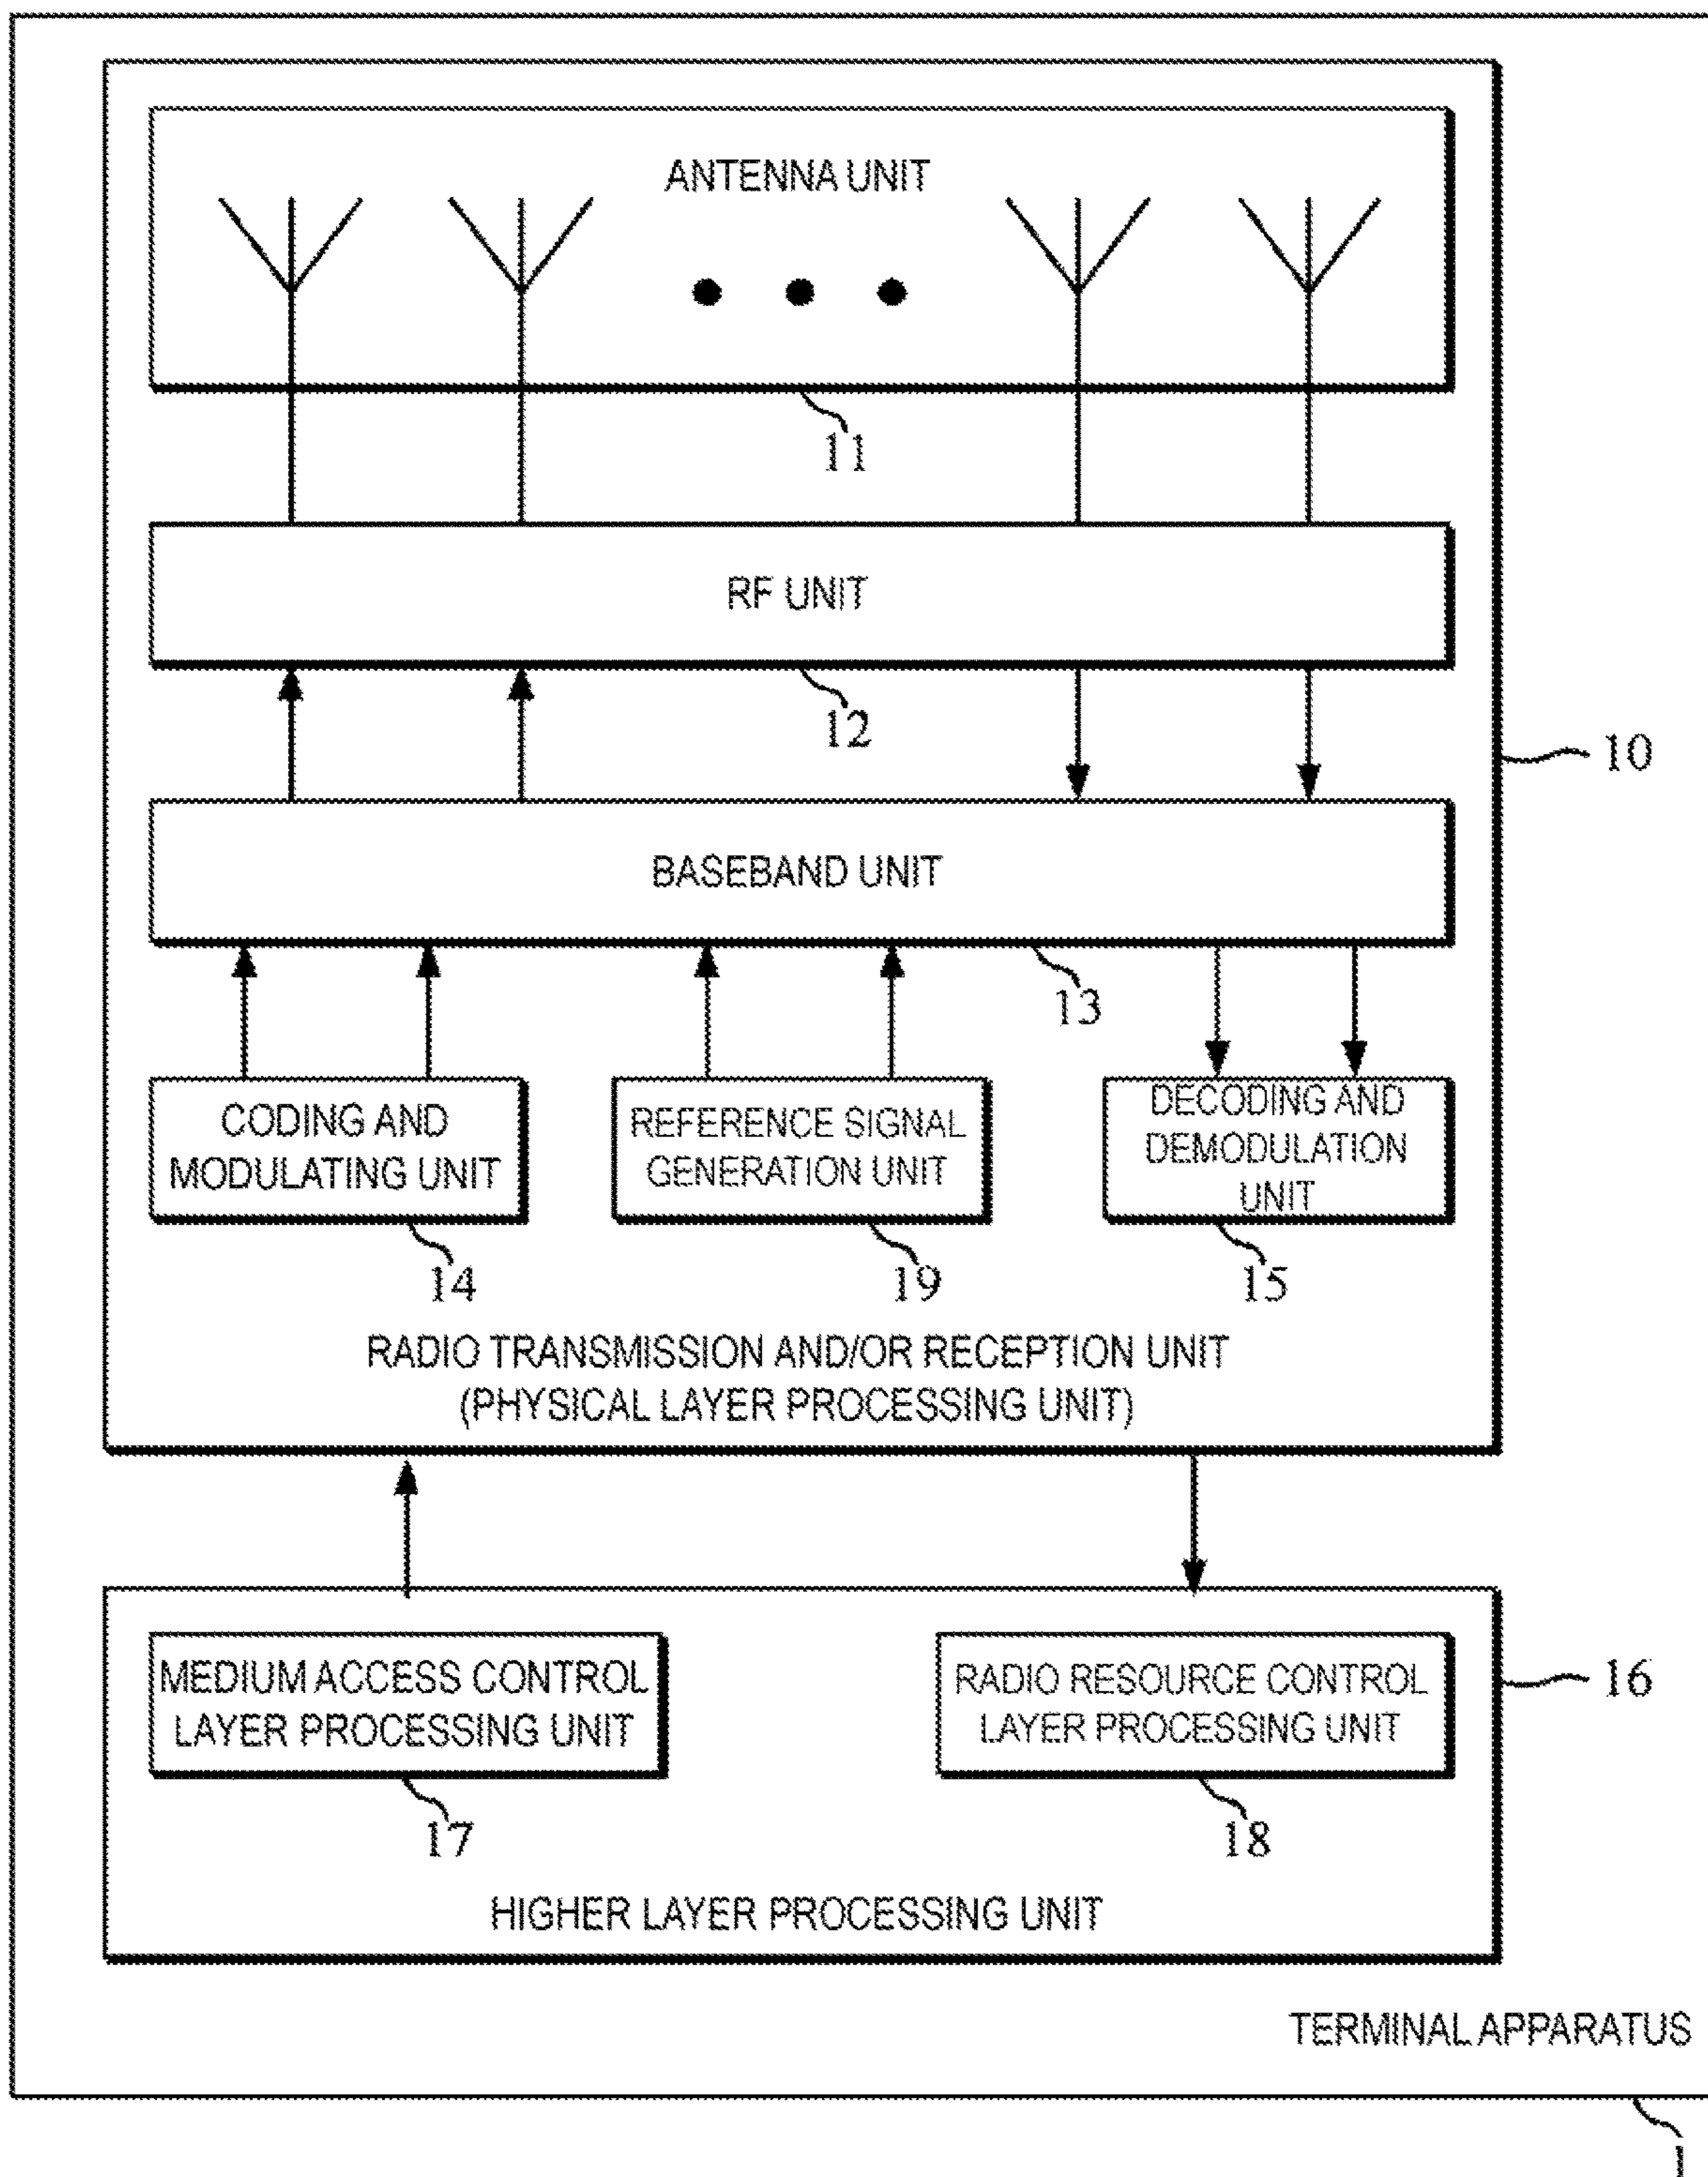 ANTENNA UNIT
11
RF UNIT
12
10
BASEBAND UNIT
13
CODING AND
MODULATING UNIT
14
REFERENCE SIGNAL
GENERATION UNIT
19
DECODING AND
DEMODULATION
UNIT
15
RADIO TRANSMISSION AND/OR RECEPTION UNIT
(PHYSICAL LAYER PROCESSING UNIT)
MEDIUM ACCESS CONTROL
LAYER PROCESSING UNIT
17
RADIO RESOURCE CONTROL
LAYER PROCESSING UNIT
18
16
HIGHER LAYER PROCESSING UNIT
TERMINAL APPARATUS